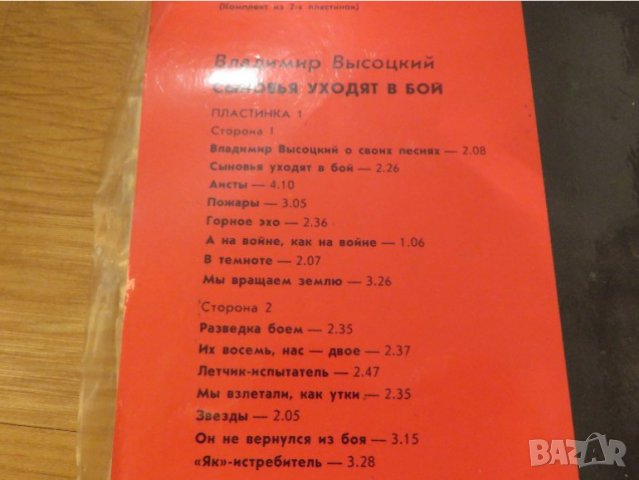 (Комплект из 2-х пластинок)
Владимир Высоцкий
СЫНОВЬЯ УХОДЯТ В БОЙ
ПЛАСТИНКА 1
Сторона 1
Владимир Высоцкий о своих песнях — 2.08
Сыновья уходят в бой — 2.26
Аисты — 4.10
Пожары — 3.05
Горное эхо — 2.36
А на войне, как на войне — 1.06
В темноте — 2.07
Мы вращаем землю — 3.26
Сторона 2
Разведка боем — 2.35
Их восемь, нас — двое — 2.37
Летчик-испытатель — 2.47
Мы взлетали, как утки — 2.35
Звезды — 2.05
Он не вернулся из боя — 3.15
«Як»-истребитель — 3.28
BAZAR
bg